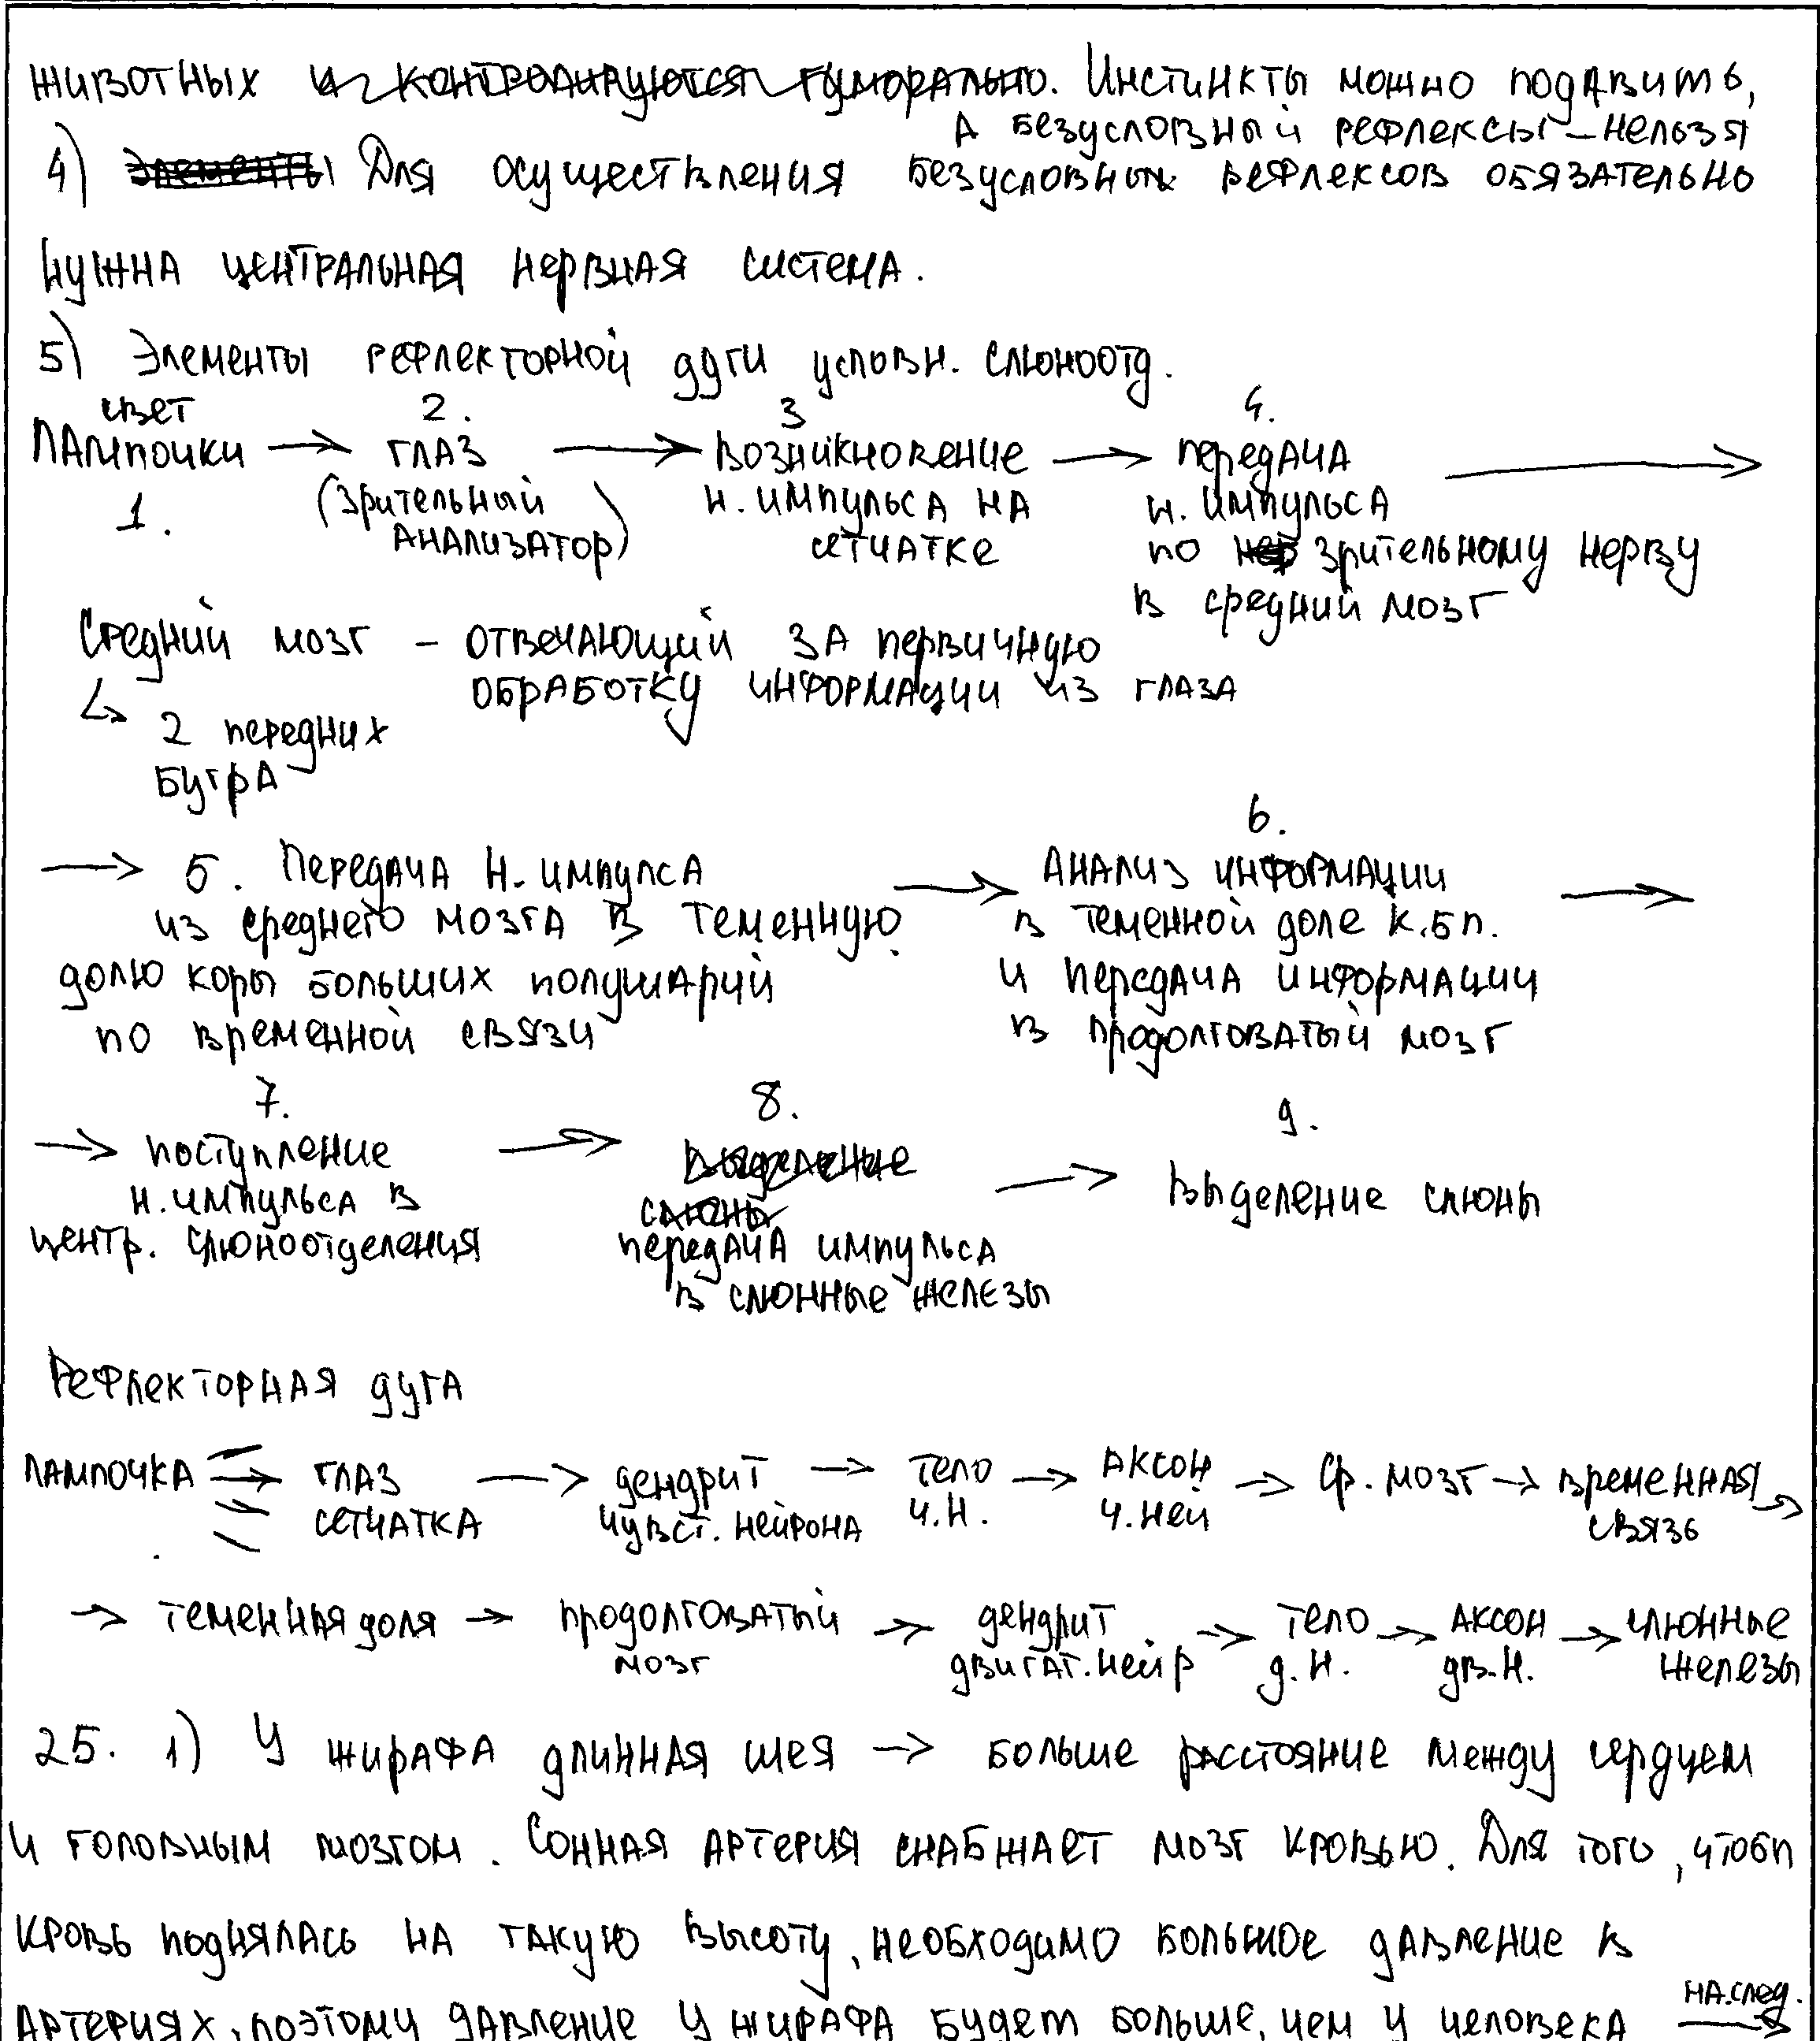 животных и контролируются гуморально. Инстинкты можно подавить,
а безусловный рефлексы – нельзя
4) Элементы Для осуществления безусловных рефлексов обязательно
нужна центральная нервная система.
5) Элементы рефлекторной дуги условн. слюноотд.
свет 2. 3 4.
лампочки → глаз → возникновение → передача →
1. (зрительный анализатор) н. импульса на сетчатке н. импульса
по нер зрительному нерву
в средний мозг
Средний мозг – отвечающий за первичную
обработку информации из глаза
↳ 2 передних
бугра
6.
→ 5. Передача н. импулса → Анализ информации →
из среднего мозга в теменную в теменной доле к.бп.
долю коры больших полушарий и передача информации
по временной связи в продолговатый мозг
7. 8. 9.
→ поступление → выделение → выделение слюны
н. импульса в слюны
центр. слюноотделения передача импульса
в слюнные железы
Рефлекторная дуга
лампочка → глаз → дендрит → тело → аксон → ср. мозг → временная →
сетчатка чувст. нейрона ч.н. ч. ней связь
→ теменная доля → продолговатый → дендрит → тело → аксон → слюнные
мозг двигат. нейр д.н. дв.н. железы
25. 1) У жирафа длинная шея → больше расстояние между сердцем
и головным мозгом. Сонная артерия снабжает мозг кровью. Для того, чтобы
кровь поднялась на такую высоту, необходимо большое давление в
на след.
артериях, поэтому давление у жирафа будет больше, чем у человека →